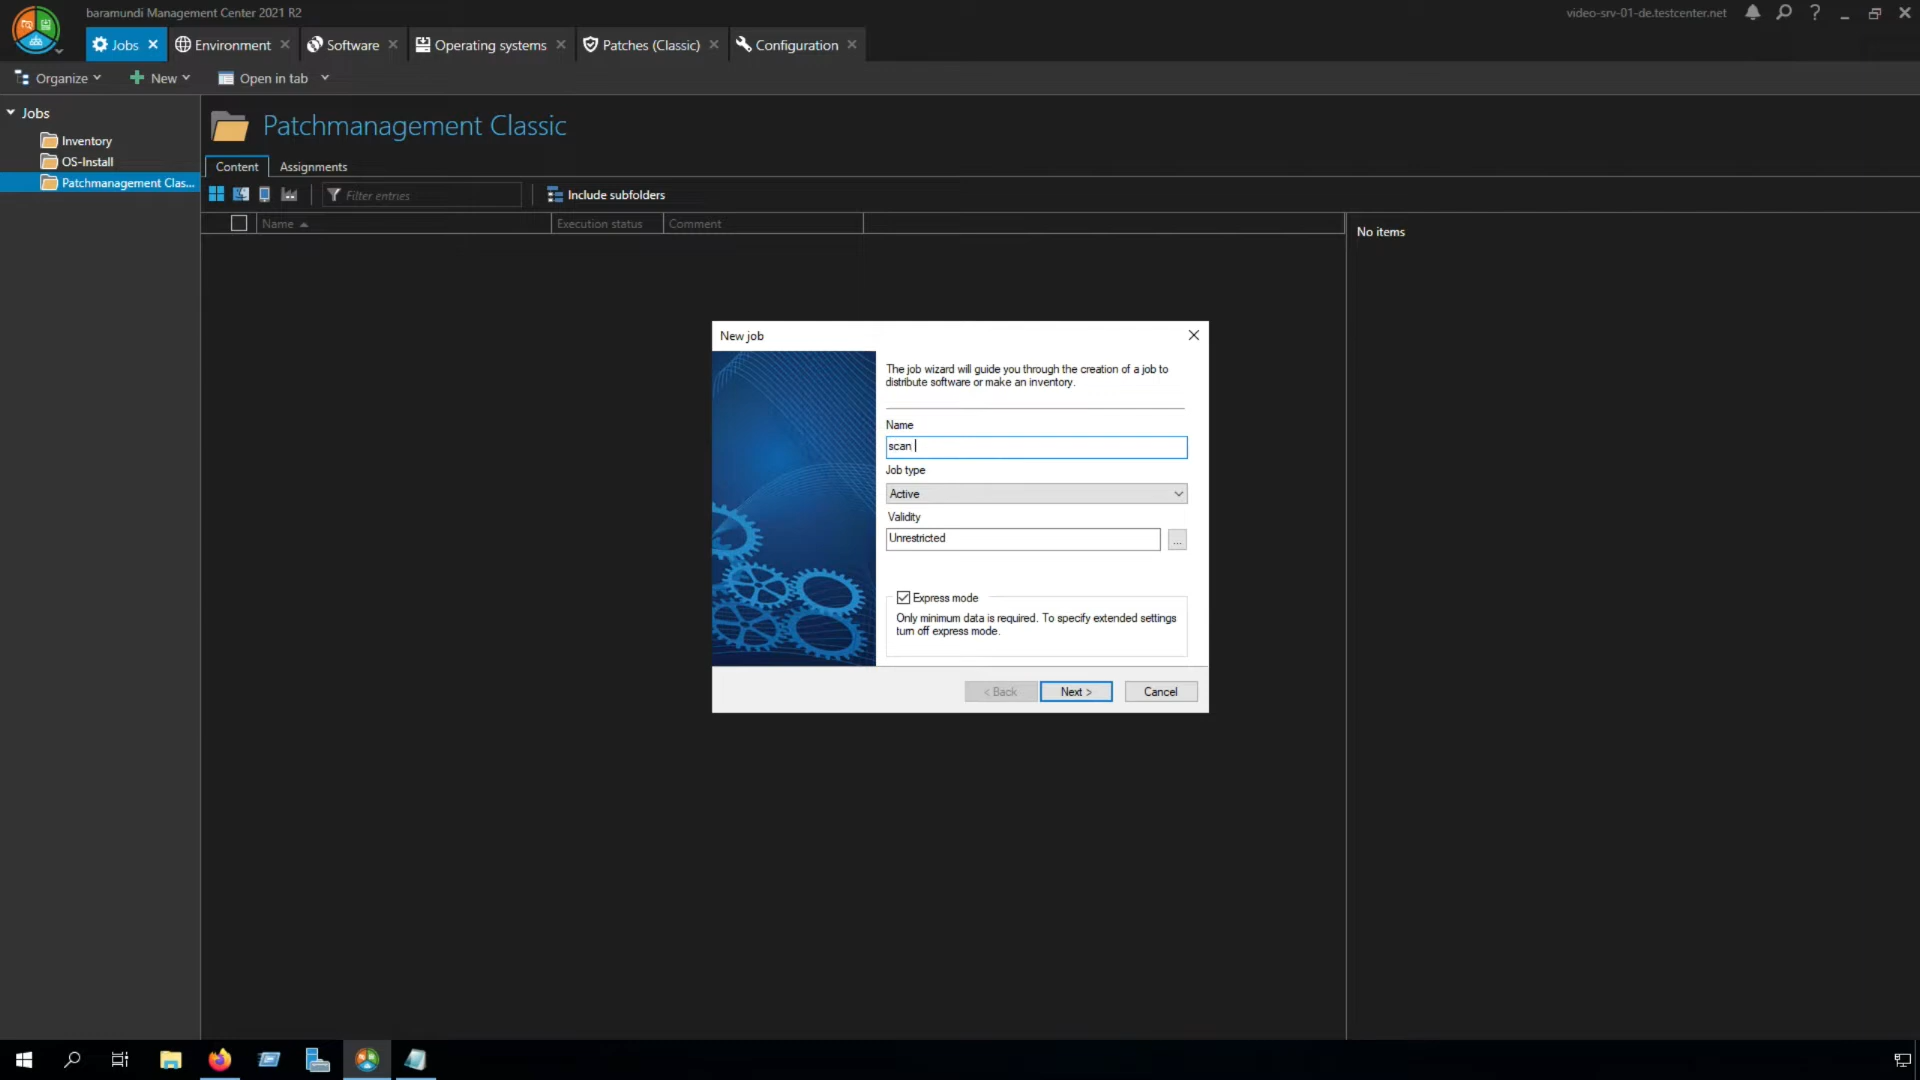 baramundi Management Center 2021 R2
video-srv-01-de.testcenter.net
Jobs
Environment
Software
Operating systems
Patches (Classic)
Configuration
Organize
New
Open in tab
Jobs
Inventory
OS-Install
Patchmanagement Clas...
Patchmanagement Classic
Content
Assignments
Filter entries
Include subfolders
Name
Execution status
Comment
No items
New job
The job wizard will guide you through the creation of a job to
distribute software or make an inventory.
Name
scan
Job type
Active
Validity
Unrestricted
...
Express mode
Only minimum data is required. To specify extended settings
turn off express mode.
< Back
Next >
Cancel